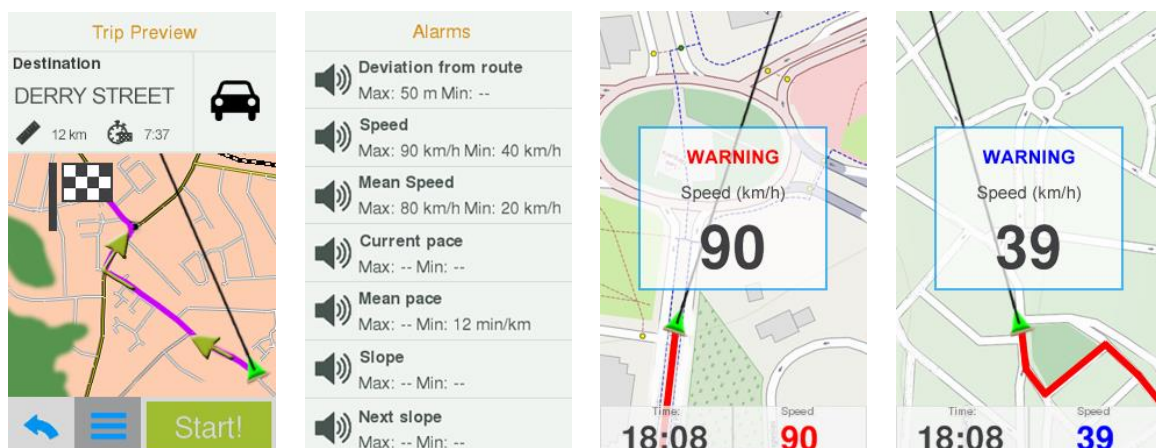 Trip Preview
Destination
DERRY STREET
12 km 7:37
Start!
Alarms
Deviation from route
Max: 50 m Min: --
Speed
Max: 90 km/h Min: 40 km/h
Mean Speed
Max: 80 km/h Min: 20 km/h
Current pace
Max: -- Min: --
Mean pace
Max: -- Min: 12 min/km
Slope
Max: -- Min: --
Next slope
Max: -- Min: --
WARNING
Speed (km/h)
90
Time: Speed
18:08 90
WARNING
Speed (km/h)
39
Time: Speed
18:08 39